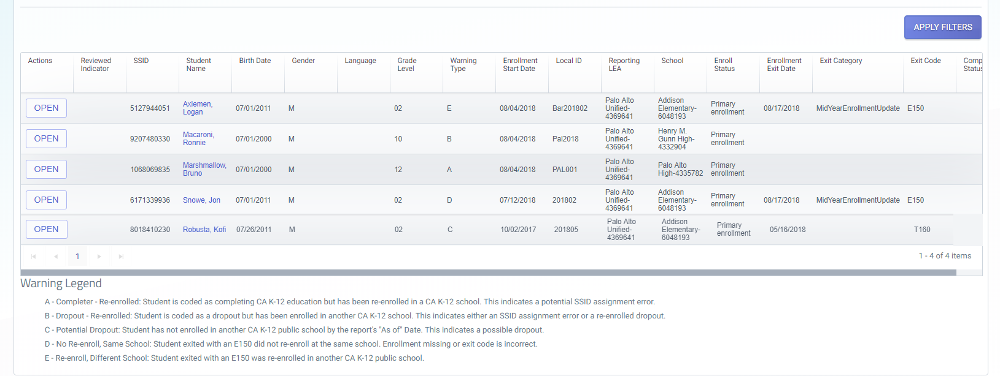 APPLY FILTERS
Actions Reviewed Indicator SSID Student Name Birth Date Gender Language Grade Level Warning Type Enrollment Start Date Local ID Reporting LEA School Enroll Status Enrollment Exit Date Exit Category Exit Code Comp Status
OPEN 5127944051 Axlemen, Logan 07/01/2011 M 02 E 08/04/2018 Bar201802 Palo Alto Unified-4369641 Addison Elementary-6048193 Primary enrollment 08/17/2018 MidYearEnrollmentUpdate E150
OPEN 9207480330 Macaroni, Ronnie 07/01/2000 M 10 B 08/04/2018 Pal2018 Palo Alto Unified-4369641 Henry M. Gunn High-4332904 Primary enrollment
OPEN 1068069835 Marshmallow, Bruno 07/01/2000 M 12 A 08/04/2018 PAL001 Palo Alto Unified-4369641 Palo Alto High-4335782 Primary enrollment
OPEN 6171339936 Snowe, Jon 07/01/2011 M 02 D 07/12/2018 201802 Palo Alto Unified-4369641 Addison Elementary-6048193 Primary enrollment 08/17/2018 MidYearEnrollmentUpdate E150
OPEN 8018410230 Robusta, Kofi 07/26/2011 M 02 C 10/02/2017 201805 Palo Alto Unified-4369641 Addison Elementary-6048193 Primary enrollment 05/16/2018 T160
1 1 - 4 of 4 items
Warning Legend
A - Completer - Re-enrolled: Student is coded as completing CA K-12 education but has been re-enrolled in a CA K-12 school. This indicates a potential SSID assignment error.
B - Dropout - Re-enrolled: Student is coded as a dropout but has been enrolled in another CA K-12 school. This indicates either an SSID assignment error or a re-enrolled dropout.
C - Potential Dropout: Student has not enrolled in another CA K-12 public school by the report's "As of" Date. This indicates a possible dropout.
D - No Re-enroll, Same School: Student exited with an E150 did not re-enroll at the same school. Enrollment missing or exit code is incorrect.
E - Re-enroll, Different School: Student exited with an E150 was re-enrolled in another CA K-12 public school.